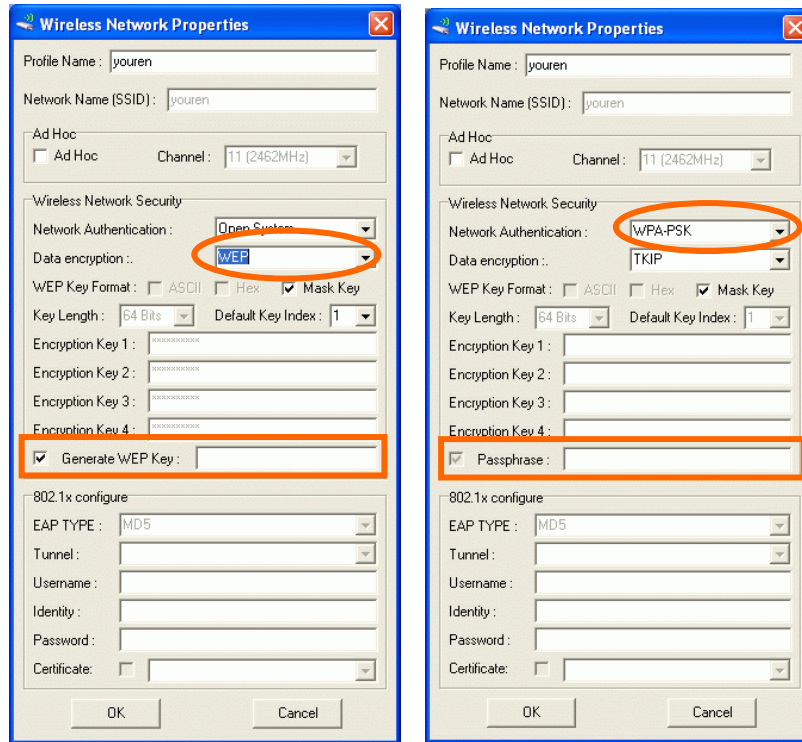 Wireless Network Properties
Profile Name : youren
Network Name (SSID) : youren
Ad Hoc
Ad Hoc Channel : 11 (2462MHz)
Wireless Network Security
Network Authentication : Open System
Data encryption :. WEP
WEP Key Format : ASCII Hex Mask Key
Key Length : 64 Bits Default Key Index : 1
Encryption Key 1 : **********
Encryption Key 2 : **********
Encryption Key 3 : **********
Encryption Key 4 : **********
Generate WEP Key :
802.1x configure
EAP TYPE : MD5
Tunnel :
Username :
Identity :
Password :
Certificate:
OK Cancel
Wireless Network Properties
Profile Name : youren
Network Name (SSID) : youren
Ad Hoc
Ad Hoc Channel : 11 (2462MHz)
Wireless Network Security
Network Authentication : WPA-PSK
Data encryption :. TKIP
WEP Key Format : ASCII Hex Mask Key
Key Length : 64 Bits Default Key Index : 1
Encryption Key 1 :
Encryption Key 2 :
Encryption Key 3 :
Encryption Key 4 :
Passphrase :
802.1x configure
EAP TYPE : MD5
Tunnel :
Username :
Identity :
Password :
Certificate:
OK Cancel